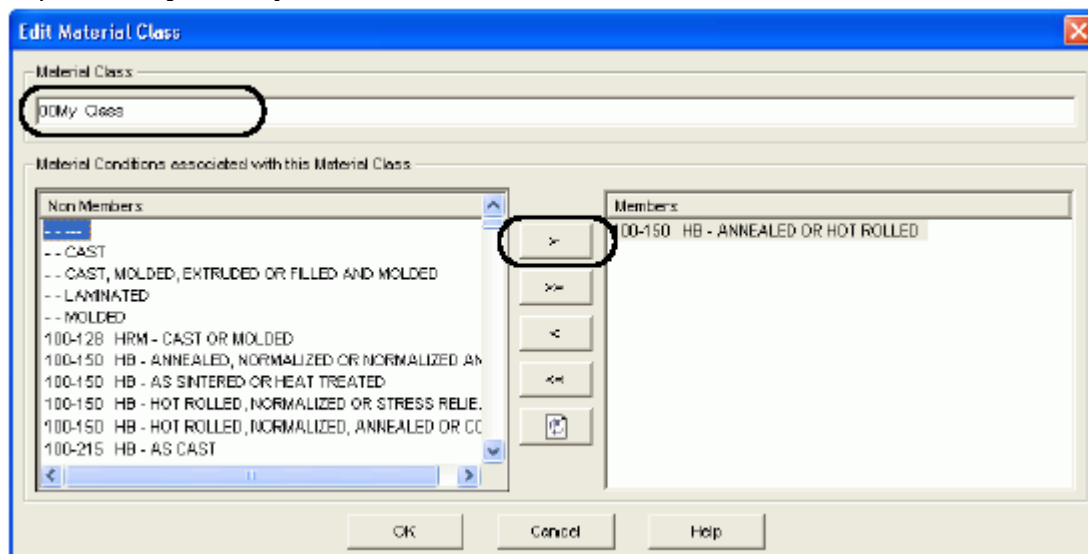 Edit Material Class
Material Class
00My Class
Material Conditions associated with this Material Class
Non Members
- - ---
- - CAST
- - CAST, MOLDED, EXTRUDED OR FILLED AND MOLDED
- - LAMINATED
- - MOLDED
100-128 HRM - CAST OR MOLDED
100-150 HB - ANNEALED, NORMALIZED OR NORMALIZED AN
100-150 HB - AS SINTERED OR HEAT TREATED
100-150 HB - HOT ROLLED, NORMALIZED OR STRESS RELIE
100-150 HB - HOT ROLLED, NORMALIZED, ANNEALED OR CO
100-215 HB - AS CAST
>
>>
<
<<
Members
100-150 HB - ANNEALED OR HOT ROLLED
OK
Cancel
Help